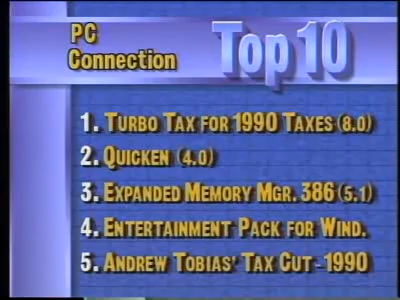 PC
Connection
Top 10
1. TURBO TAX FOR 1990 TAXES (8.0)
2. QUICKEN (4.0)
3. EXPANDED MEMORY MGR. 386 (5.1)
4. ENTERTAINMENT PACK FOR WIND.
5. ANDREW TOBIAS' TAX CUT - 1990